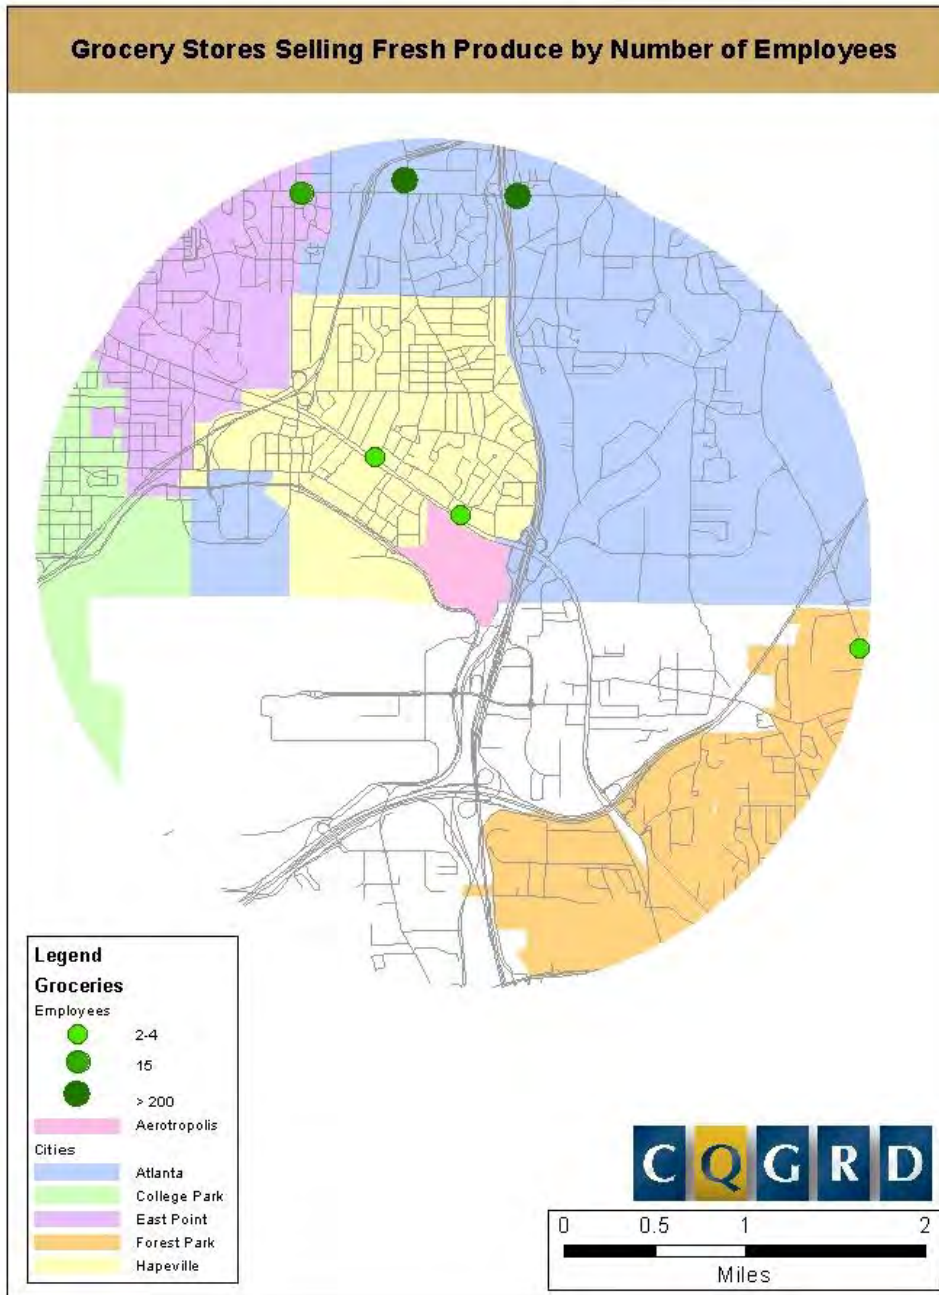 Grocery Stores Selling Fresh Produce by Number of Employees
Legend
Groceries
Employees
2-4
15
> 200
Aerotropolis
Cities
Atlanta
College Park
East Point
Forest Park
Hapeville
C Q G R D
0 0.5 1 2
Miles